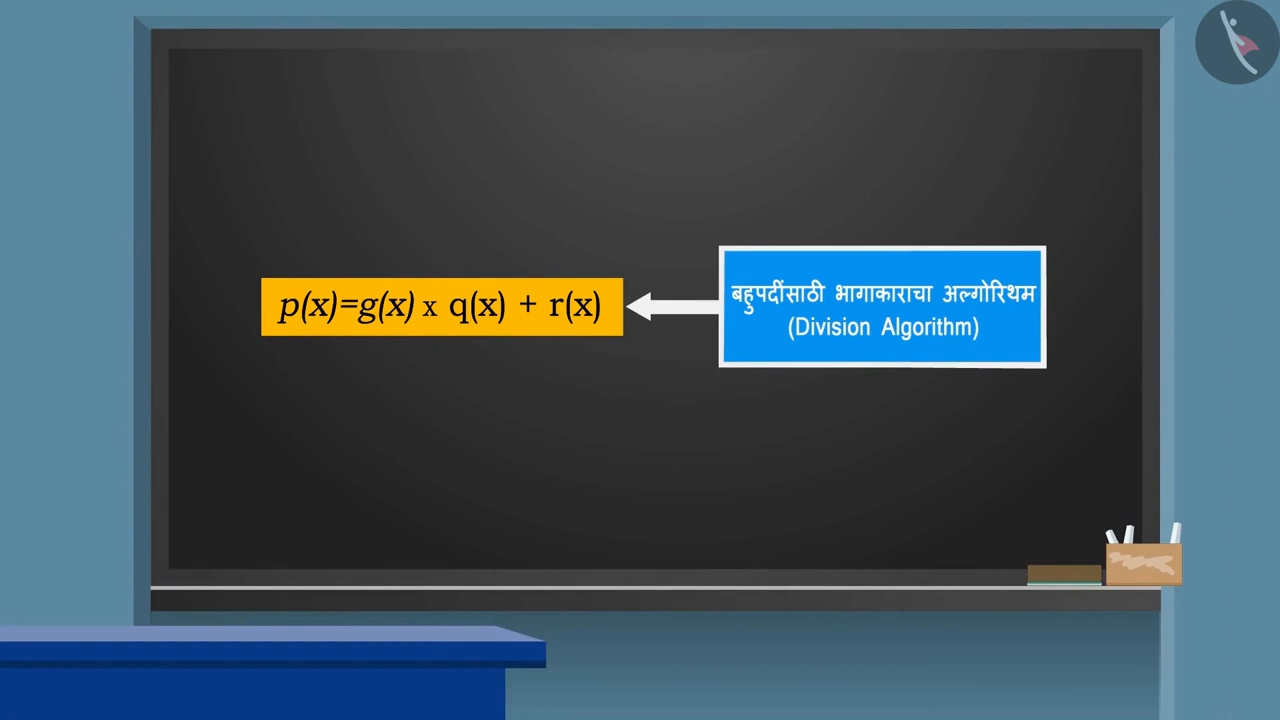 p(x)=g(x) x q(x) + r(x)
बहुपदींसाठी भागाकाराचा अल्गोरिथम
(Division Algorithm)